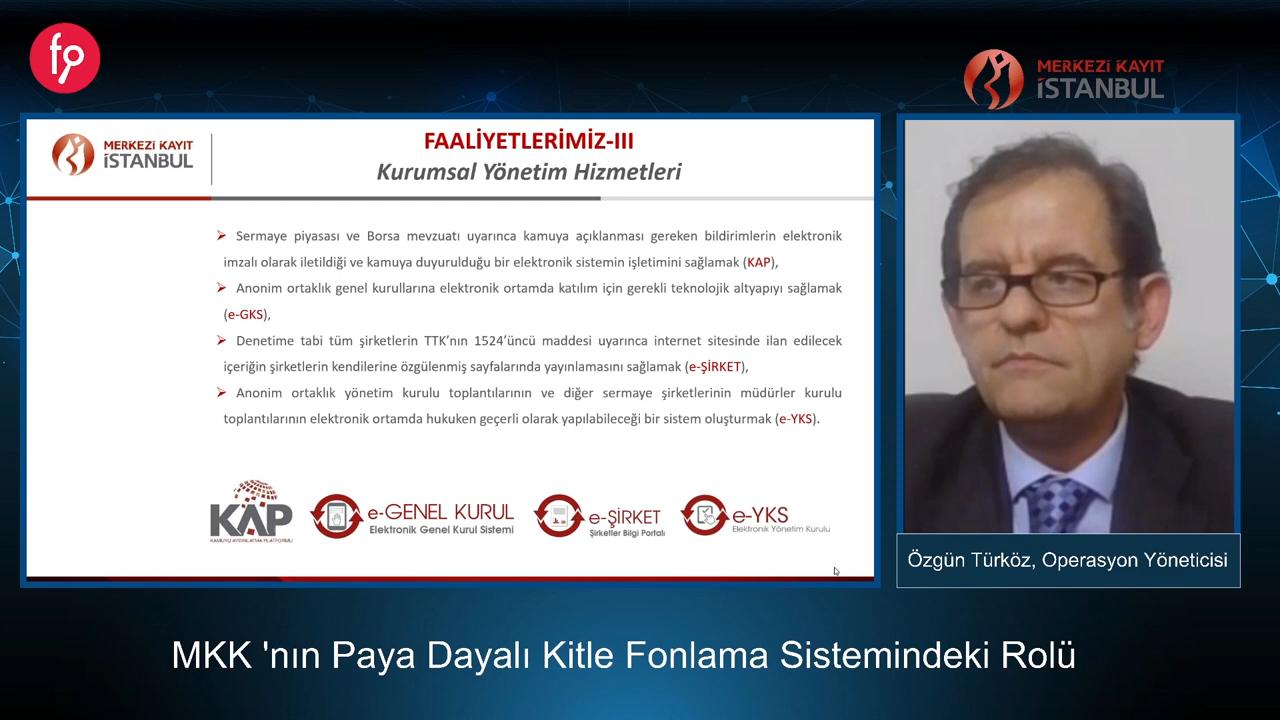 fo
MERKEZİ KAYIT
İSTANBUL
MERKEZİ KAYIT
İSTANBUL
FAALİYETLERİMİZ-III
Kurumsal Yönetim Hizmetleri
Sermaye piyasası ve Borsa mevzuatı uyarınca kamuya açıklanması gereken bildirimlerin elektronik
imzalı olarak iletildiği ve kamuya duyurulduğu bir elektronik sistemin işletimini sağlamak (KAP),
Anonim ortaklık genel kurullarına elektronik ortamda katılım için gerekli teknolojik altyapıyı sağlamak
(e-GKS),
Denetime tabi tüm şirketlerin TTK’nın 1524’üncü maddesi uyarınca internet sitesinde ilan edilecek
içeriğin şirketlerin kendilerine özgülenmiş sayfalarında yayınlamasını sağlamak (e-ŞİRKET),
Anonim ortaklık yönetim kurulu toplantılarının ve diğer sermaye şirketlerinin müdürler kurulu
toplantılarının elektronik ortamda hukuken geçerli olarak yapılabileceği bir sistem oluşturmak (e-YKS).
KAP
KAMUYU AYDINLATMA PLATFORMU
e-GENEL KURUL
Elektronik Genel Kurul Sistemi
e-ŞİRKET
Şirketler Bilgi Portalı
e-YKS
Elektronik Yönetim Kurulu
Özgün Türköz, Operasyon Yöneticisi
MKK 'nın Paya Dayalı Kitle Fonlama Sistemindeki Rolü